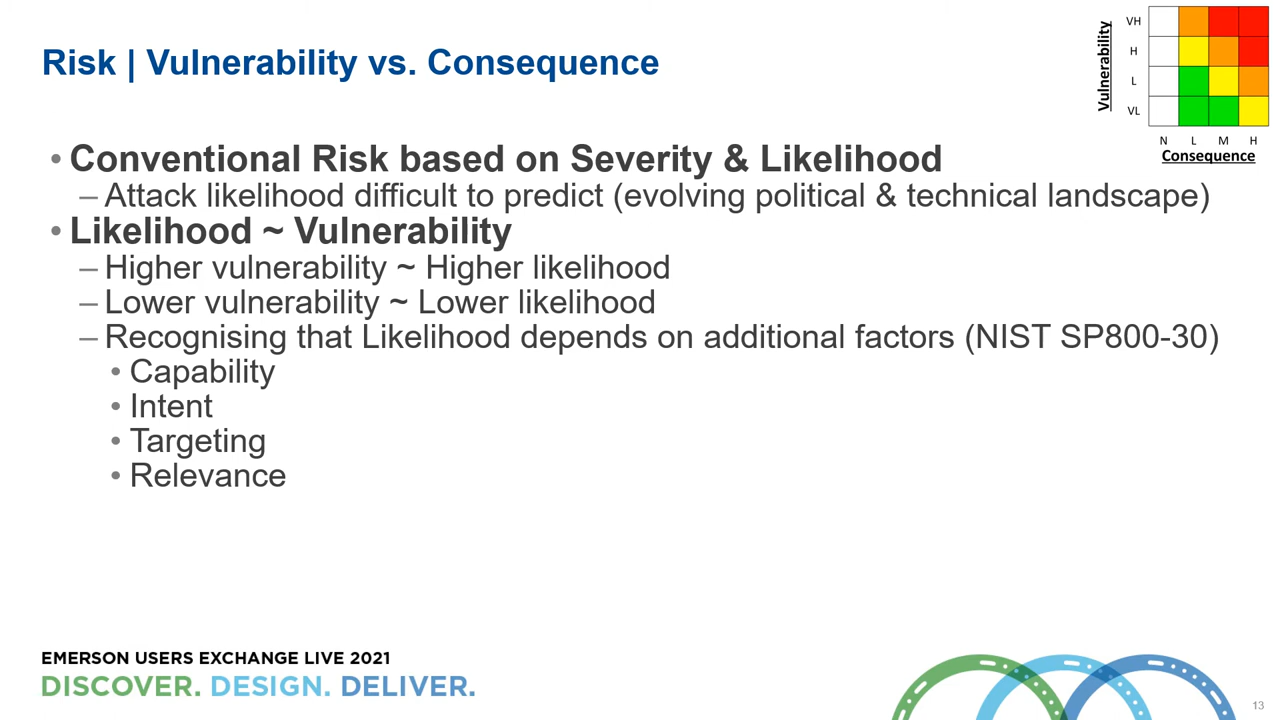 Risk | Vulnerability vs. Consequence
Vulnerability
VH
H
L
VL
N L M H
Consequence
• Conventional Risk based on Severity & Likelihood
– Attack likelihood difficult to predict (evolving political & technical landscape)
• Likelihood ~ Vulnerability
– Higher vulnerability ~ Higher likelihood
– Lower vulnerability ~ Lower likelihood
– Recognising that Likelihood depends on additional factors (NIST SP800-30)
• Capability
• Intent
• Targeting
• Relevance
EMERSON USERS EXCHANGE LIVE 2021
DISCOVER. DESIGN. DELIVER.
13